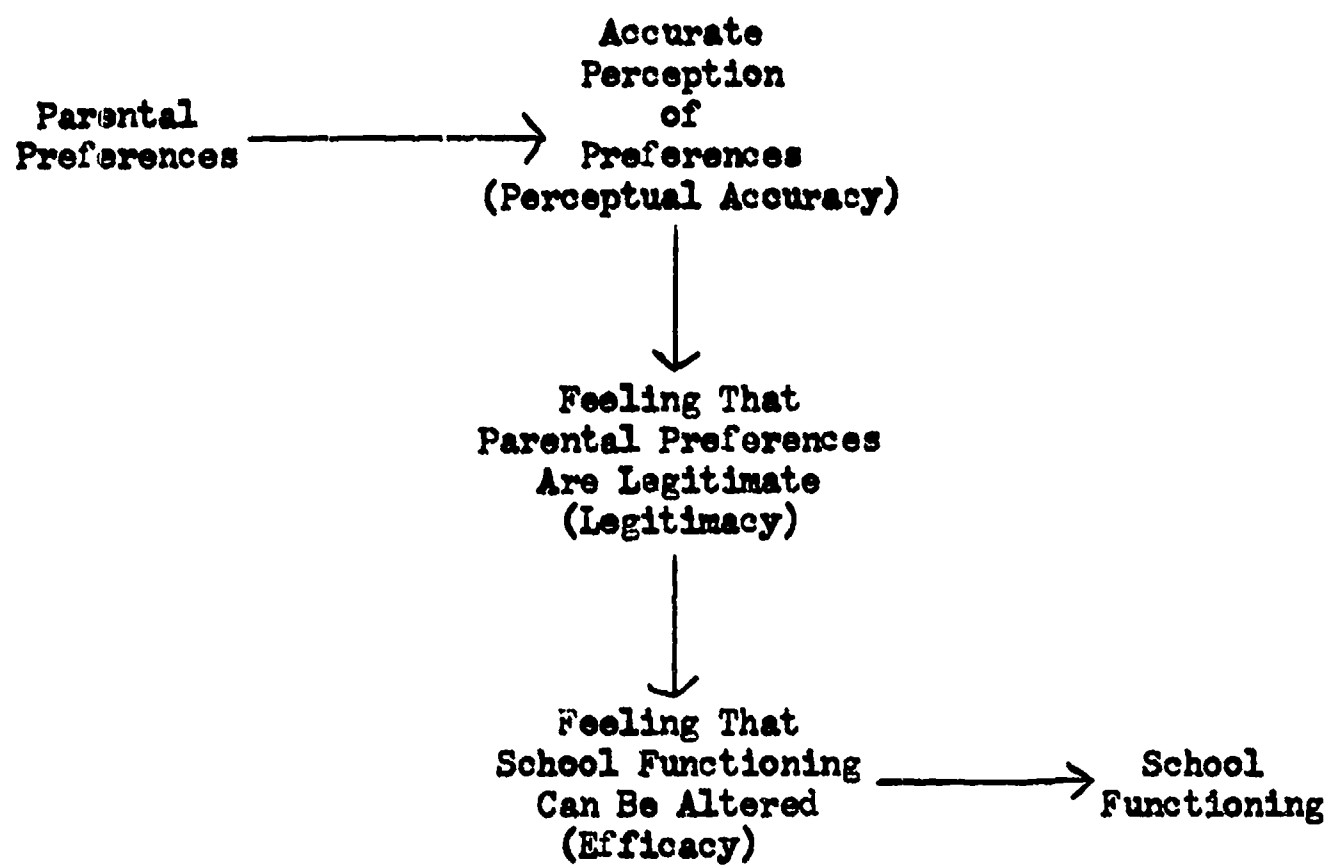 Parental
Preferences
Accurate
Perception
of
Preferences
(Perceptual Accuracy)
Feeling That
Parental Preferences
Are Legitimate
(Legitimacy)
Feeling That
School Functioning
Can Be Altered
(Efficacy)
School
Functioning